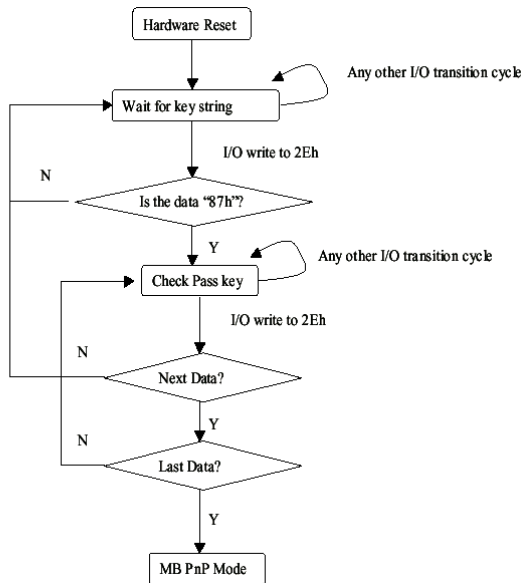 Hardware Reset
Any other I/O transition cycle
Wait for key string
I/O write to 2Eh
N
Is the data “87h”?
Y
Any other I/O transition cycle
Check Pass key
I/O write to 2Eh
N
Next Data?
Y
N
Last Data?
Y
MB PnP Mode